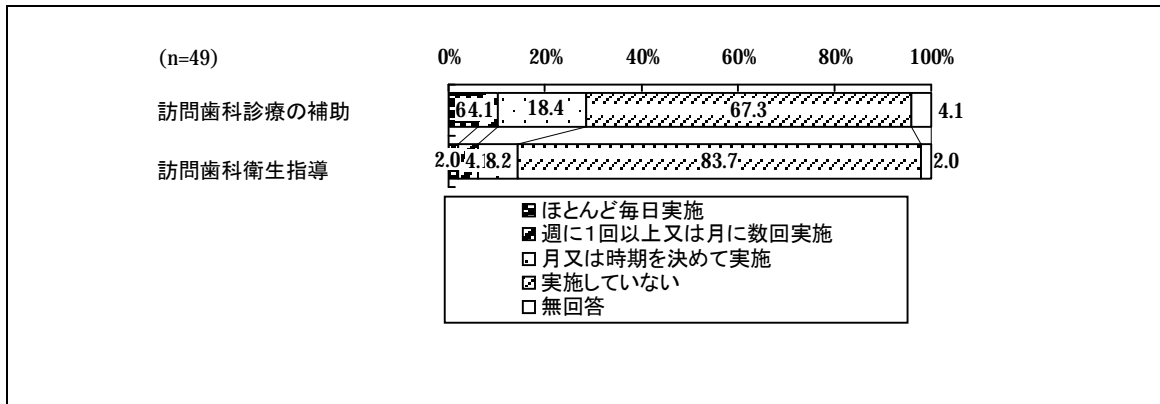 (n=49) 0% 20% 40% 60% 80% 100%
訪問歯科診療の補助 64.1 18.4 67.3 4.1
訪問歯科衛生指導 2.0 4.1 8.2 83.7 2.0
ほとんど毎日実施
週に1回以上又は月に数回実施
月又は時期を決めて実施
実施していない
無回答